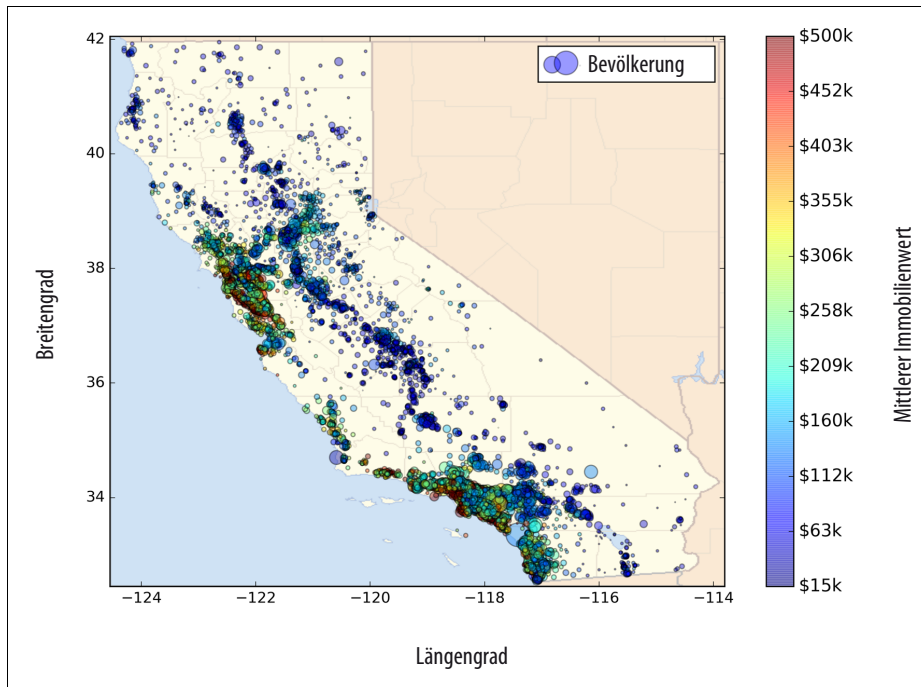 42
40
38
36
34
−124
−122
−120
−118
−116
−114
Breitengrad
Längengrad
Bevölkerung
$500k
$452k
$403k
$355k
$306k
$258k
$209k
$160k
$112k
$63k
$15k
Mittlerer Immobilienwert